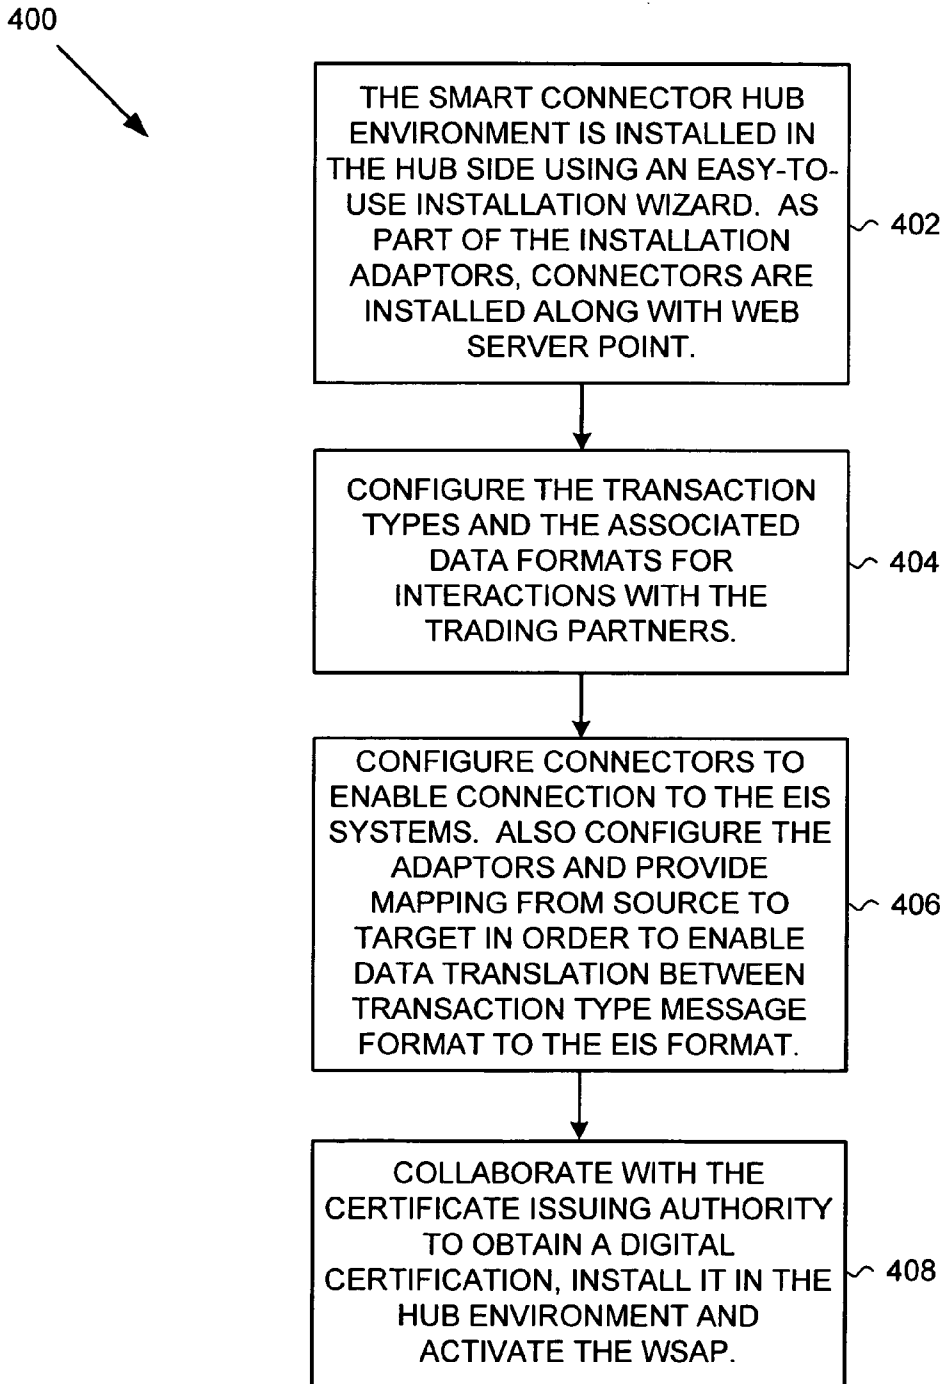 400
THE SMART CONNECTOR HUB
ENVIRONMENT IS INSTALLED IN
THE HUB SIDE USING AN EASY-TO-
USE INSTALLATION WIZARD. AS
PART OF THE INSTALLATION
ADAPTORS, CONNECTORS ARE
INSTALLED ALONG WITH WEB
SERVER POINT.
402
CONFIGURE THE TRANSACTION
TYPES AND THE ASSOCIATED
DATA FORMATS FOR
INTERACTIONS WITH THE
TRADING PARTNERS.
404
CONFIGURE CONNECTORS TO
ENABLE CONNECTION TO THE EIS
SYSTEMS. ALSO CONFIGURE THE
ADAPTORS AND PROVIDE
MAPPING FROM SOURCE TO
TARGET IN ORDER TO ENABLE
DATA TRANSLATION BETWEEN
TRANSACTION TYPE MESSAGE
FORMAT TO THE EIS FORMAT.
406
COLLABORATE WITH THE
CERTIFICATE ISSUING AUTHORITY
TO OBTAIN A DIGITAL
CERTIFICATION, INSTALL IT IN THE
HUB ENVIRONMENT AND
ACTIVATE THE WSAP.
408